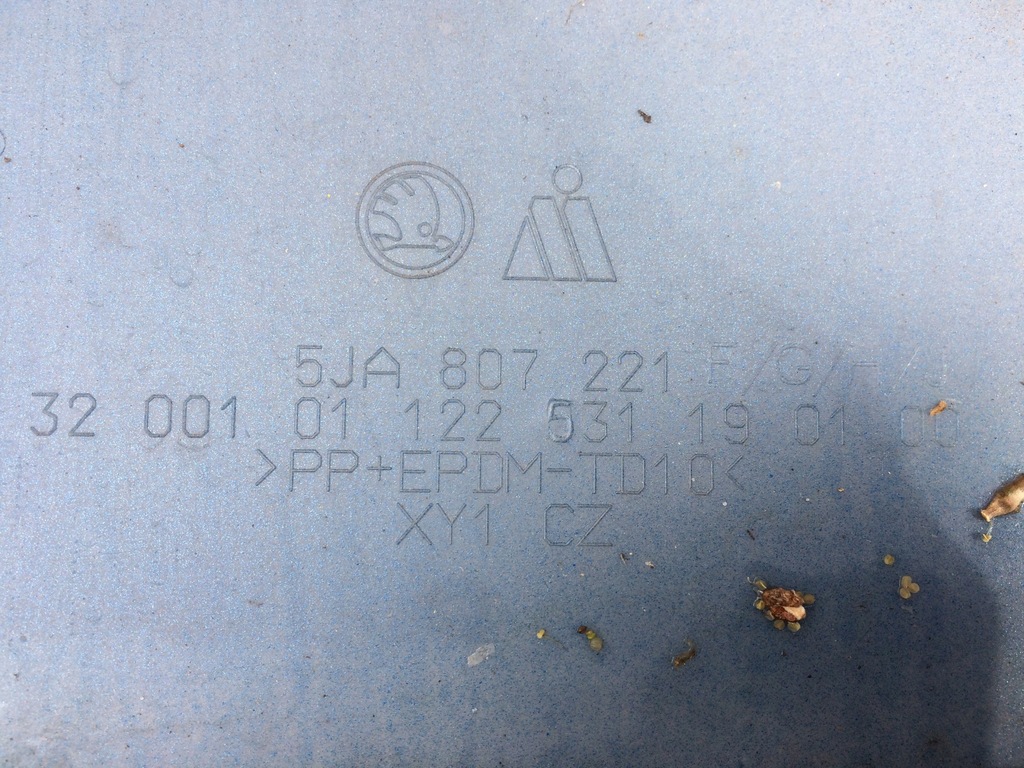 5JA 807 221 F/G/H/J
32 001 01 122 531 19 01 00
>PP+EPDM-TD10<
XY1 CZ